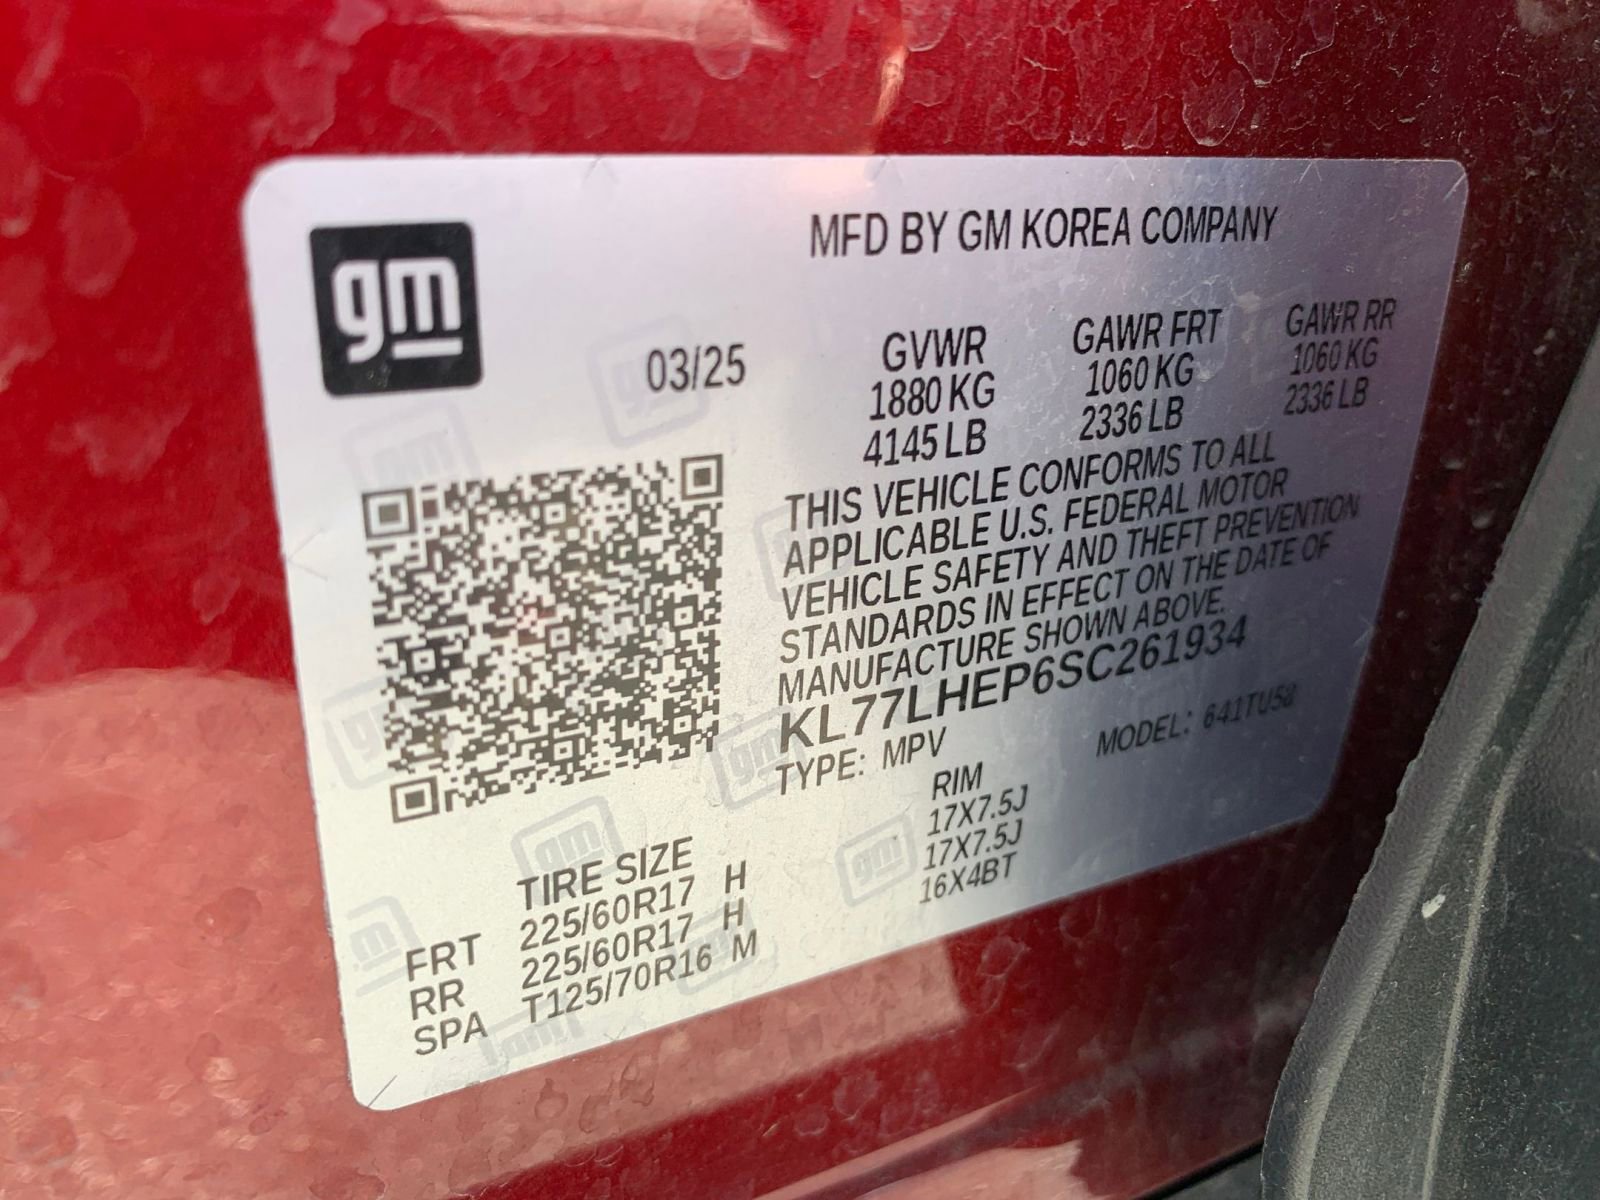 gm
MFD BY GM KOREA COMPANY
03/25
GVWR GAWR FRT GAWR RR
1880 KG 1060 KG 1060 KG
4145 LB 2336 LB 2336 LB
THIS VEHICLE CONFORMS TO ALL
APPLICABLE U.S. FEDERAL MOTOR
VEHICLE SAFETY AND THEFT PREVENTION
STANDARDS IN EFFECT ON THE DATE OF
MANUFACTURE SHOWN ABOVE.
KL77LHEP6SC261934
TYPE: MPV MODEL:
TIRE SIZE RIM
FRT 225/60R17 H 17X7.5J
RR 225/60R17 H 17X7.5J
SPA T125/70R16 M 16X4BT